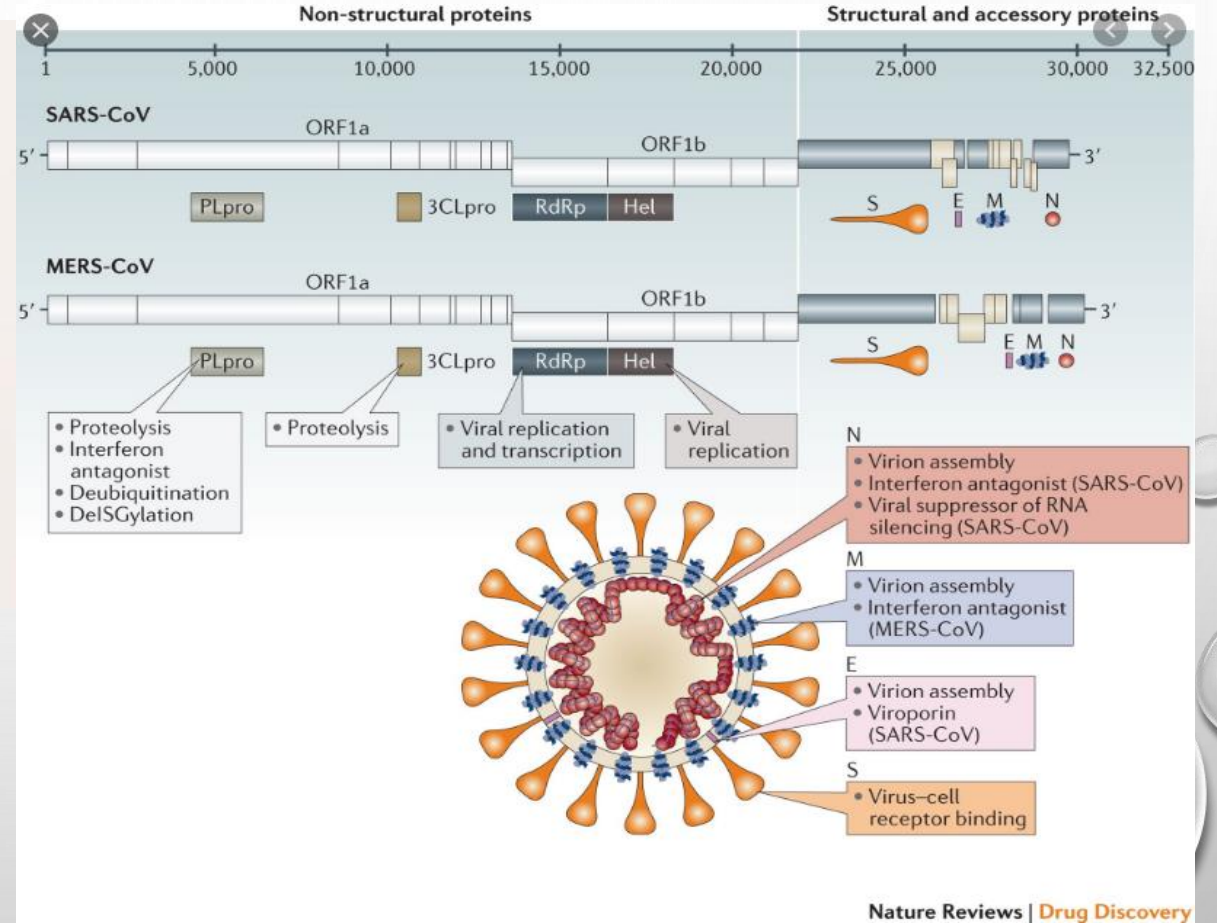 Non-structural proteins
Structural and accessory proteins
1 5,000 10,000 15,000 20,000 25,000 30,000 32,500
SARS-CoV
ORF1a
ORF1b
5′
3′
PLpro
3CLpro
RdRp
Hel
S
E
M
N
MERS-CoV
ORF1a
ORF1b
5′
3′
PLpro
3CLpro
RdRp
Hel
S
E
M
N
• Proteolysis
• Interferon
antagonist
• Deubiquitination
• DeISGylation
• Proteolysis
• Viral replication
and transcription
• Viral
replication
N
• Virion assembly
• Interferon antagonist (SARS-CoV)
• Viral suppressor of RNA
silencing (SARS-CoV)
M
• Virion assembly
• Interferon antagonist
(MERS-CoV)
E
• Virion assembly
• Viroporin
(SARS-CoV)
S
• Virus–cell
receptor binding
Nature Reviews | Drug Discovery